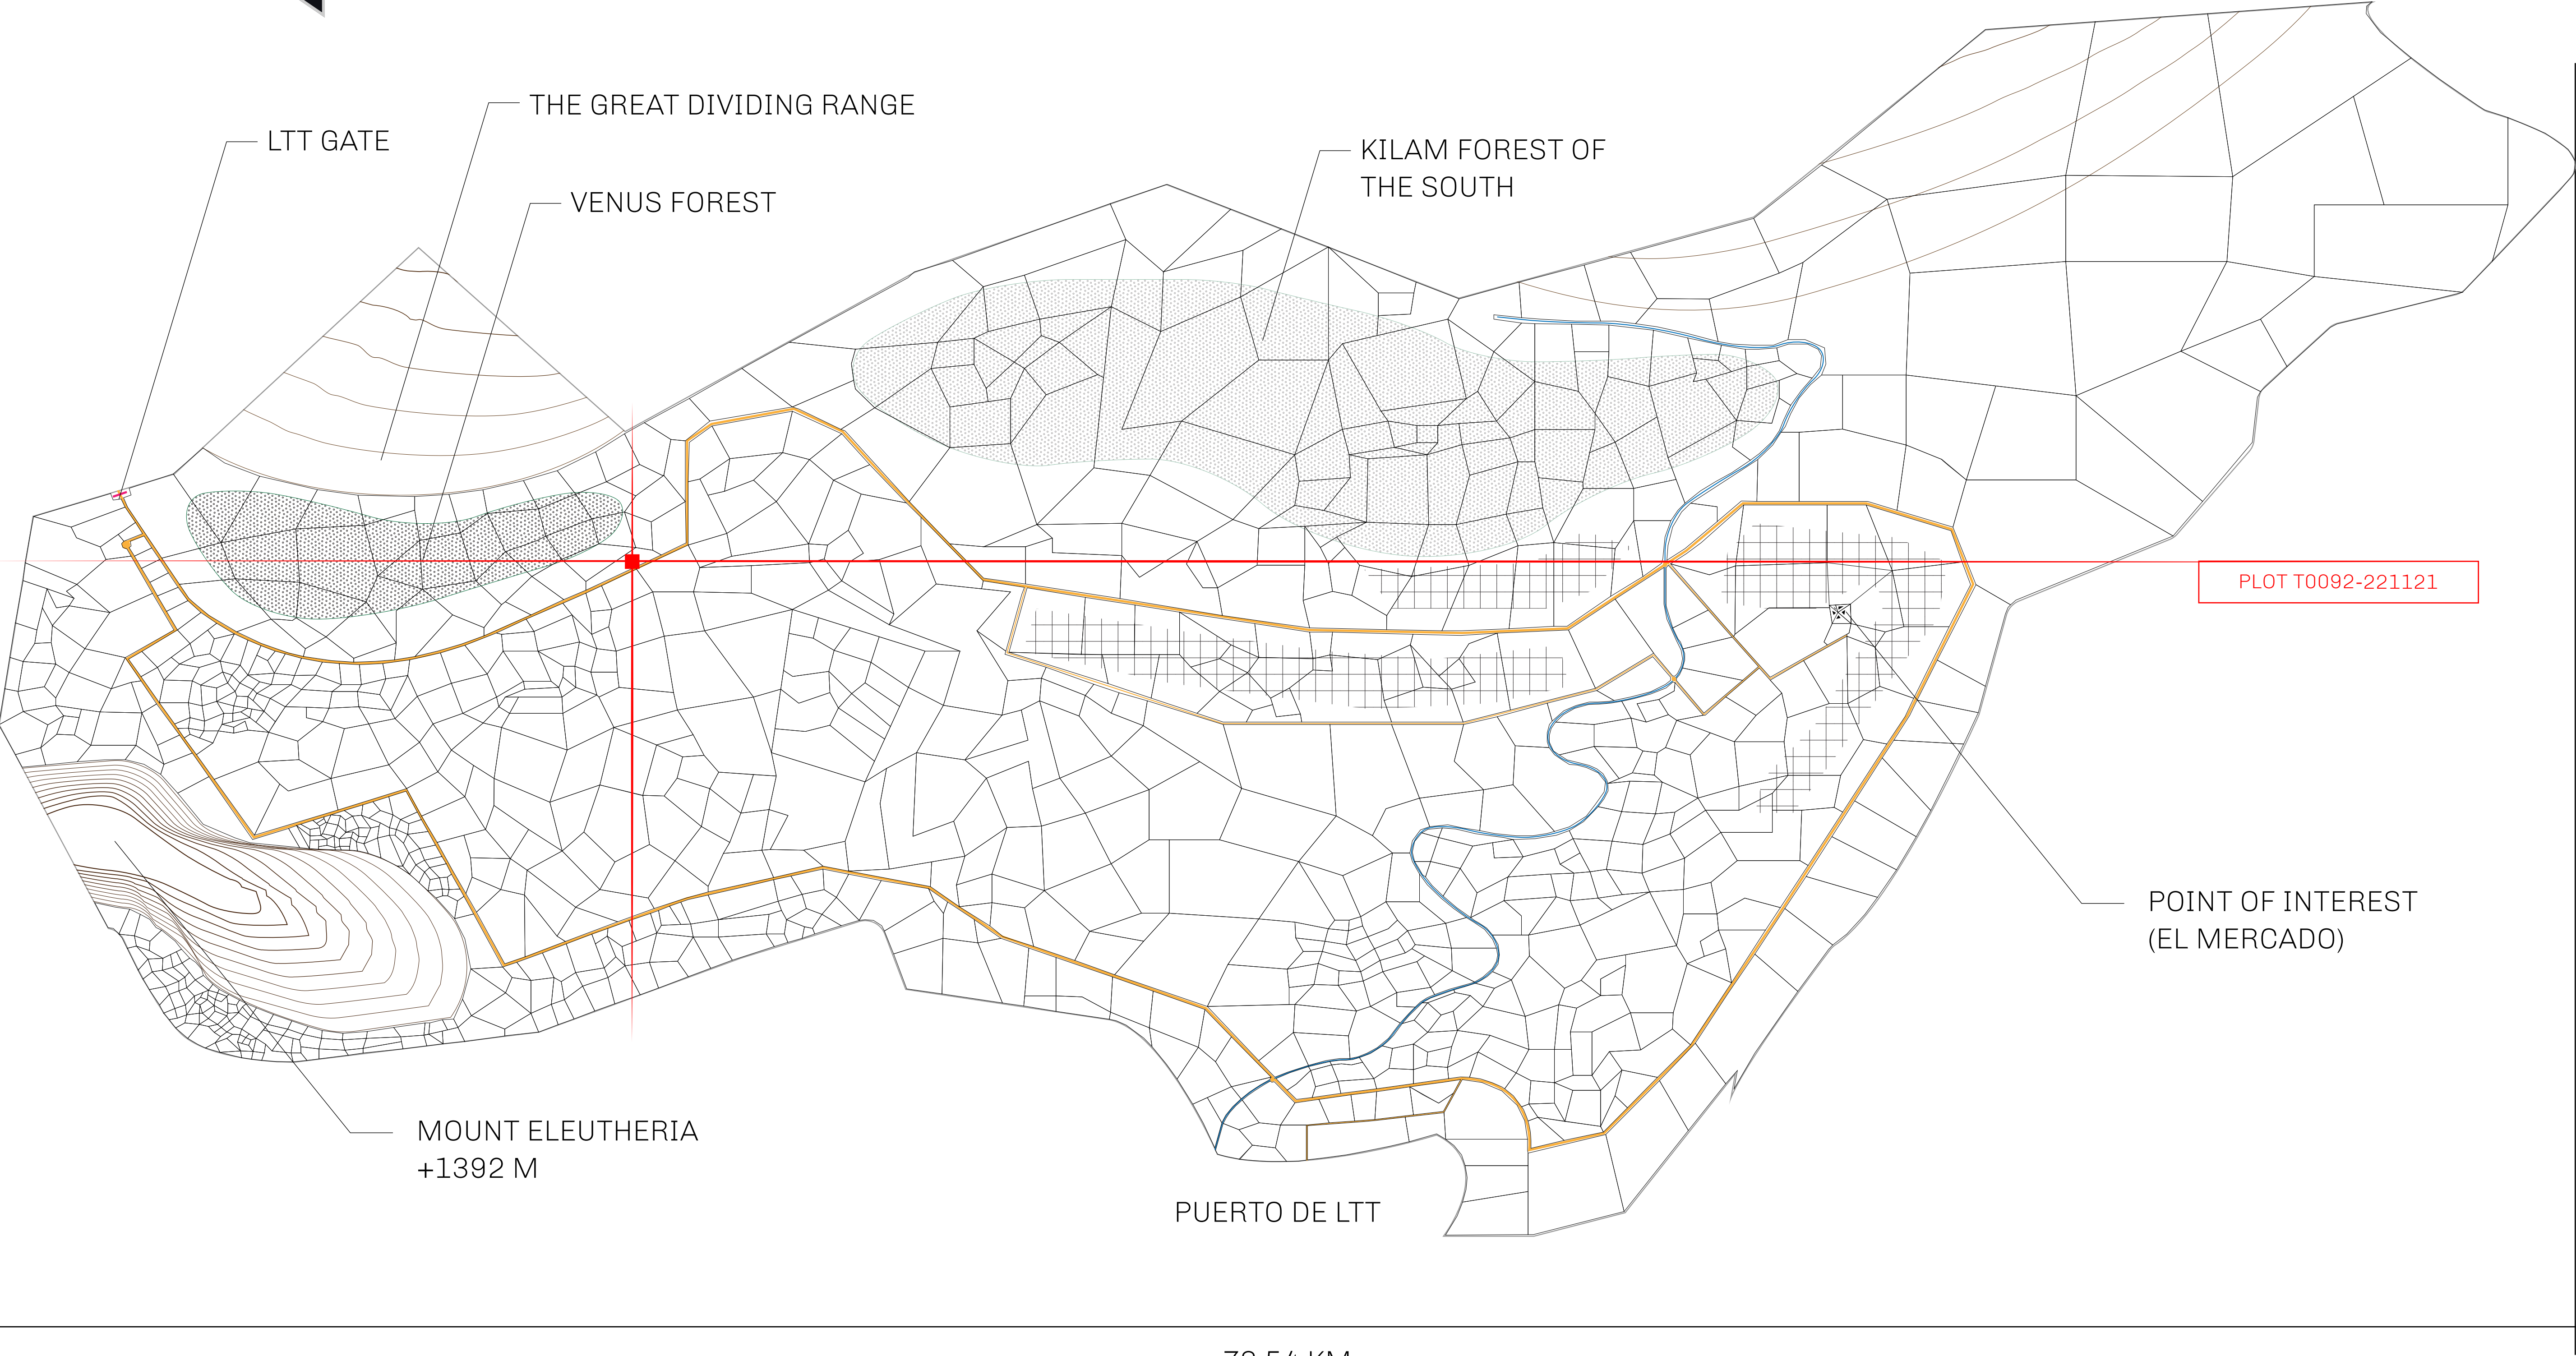 THE GREAT DIVIDING RANGE
LTT GATE
KILAM FOREST OF
THE SOUTH
VENUS FOREST
PLOT T0092-221121
POINT OF INTEREST
(EL MERCADO)
MOUNT ELEUTHERIA
+1392 M
PUERTO DE LTT
KM